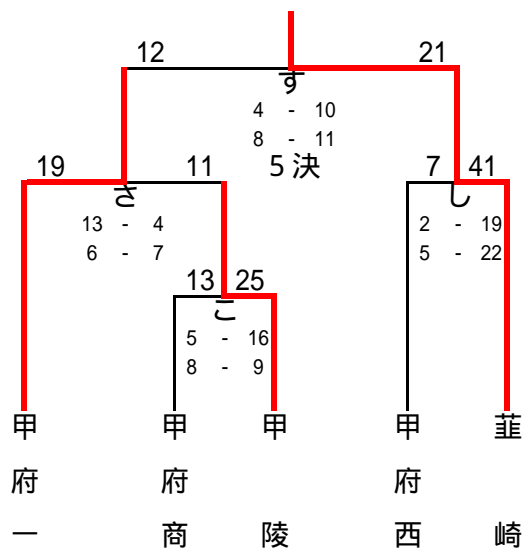 12 21
す
4 - 10
8 - 11
5決
19 11 7 41
さ し
13 - 4 2 - 19
6 - 7 5 - 22
13 25
こ
5 - 16
8 - 9
甲府一
甲府商
甲陵
甲府西
韮崎